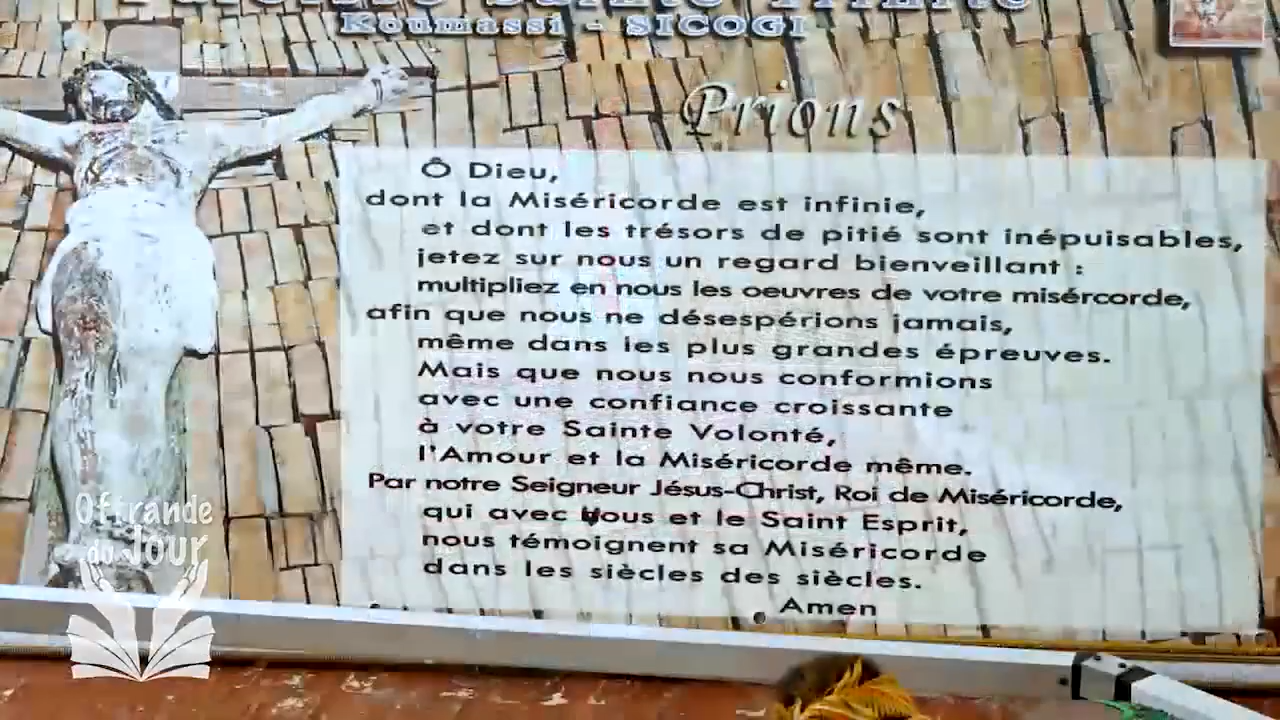 Paroisse Sainte Trinité
Koumassi - SICOGI
Prions
Ô Dieu,
dont la Miséricorde est infinie,
et dont les trésors de pitié sont inépuisables,
jetez sur nous un regard bienveillant :
multipliez en nous les oeuvres de votre misércorde,
afin que nous ne désespérions jamais,
même dans les plus grandes épreuves.
Mais que nous nous conformions
avec une confiance croissante
à votre Sainte Volonté,
l'Amour et la Miséricorde même.
Par notre Seigneur Jésus-Christ, Roi de Miséricorde,
qui avec Vous et le Saint Esprit,
nous témoignent sa Miséricorde
dans les siècles des siècles.
Amen
Offrande
du Jour